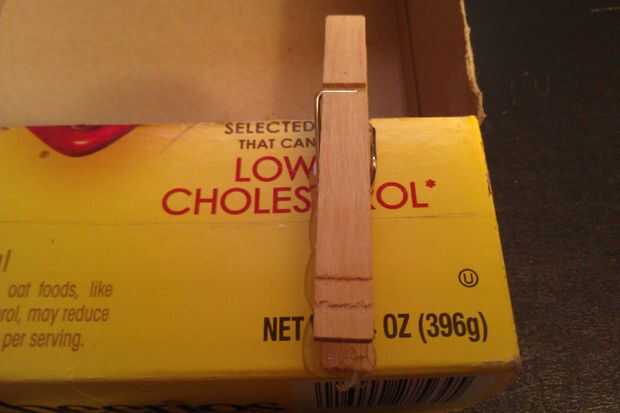 SELECTED
THAT CAN
LOW
CHOLES OL*
oat foods, like
rol, may reduce
per serving.
U
NET OZ (396g)